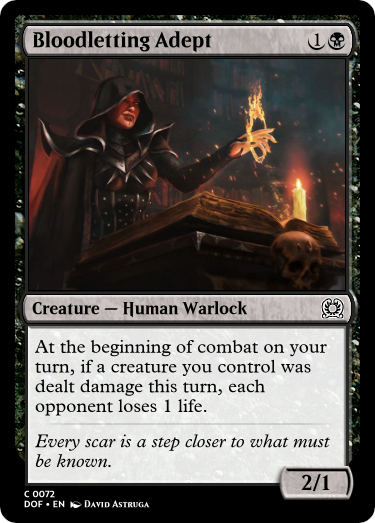 Bloodletting Adept 1
Creature — Human Warlock
At the beginning of combat on your
turn, if a creature you control was
dealt damage this turn, each
opponent loses 1 life.
Every scar is a step closer to what must
be known.
2/1
C 0072
DOF • EN David Astruga